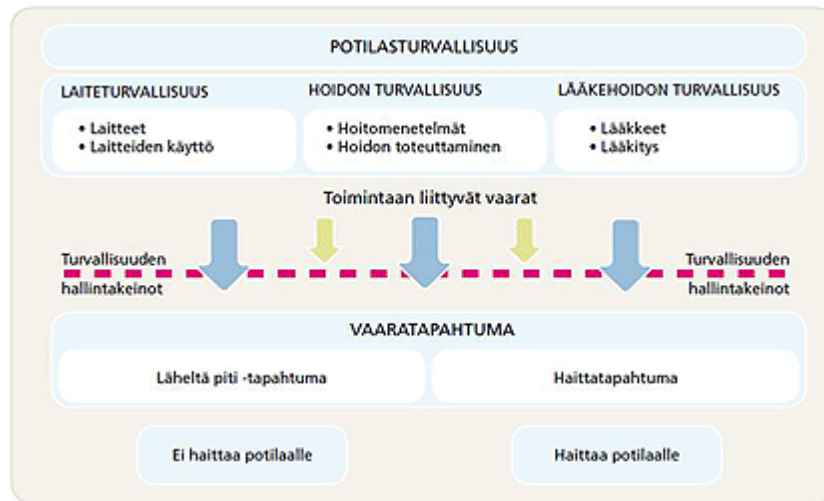 POTILASTURVALLISUUS
LAITETURVALLISUUS
• Laitteet
• Laitteiden käyttö
HOIDON TURVALLISUUS
• Hoitomenetelmät
• Hoidon toteuttaminen
LÄÄKEHOIDON TURVALLISUUS
• Lääkkeet
• Lääkitys
Toimintaan liittyvät vaarat
Turvallisuuden
hallintakeinot
Turvallisuuden
hallintakeinot
VAARATAPAHTUMA
Läheltä piti -tapahtuma
Haittatapahtuma
Ei haittaa potilaalle
Haittaa potilaalle